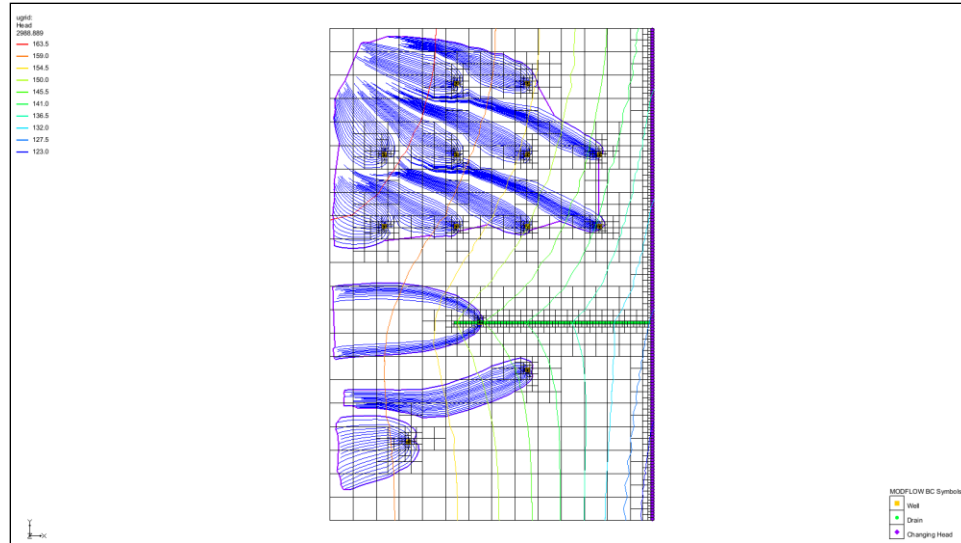 ugrid:
Head
2988.889
163.5
159.0
154.5
150.0
145.5
141.0
136.5
132.0
127.5
123.0
MODFLOW BC Symbols
Well
Drain
Changing Head
Y
Z X